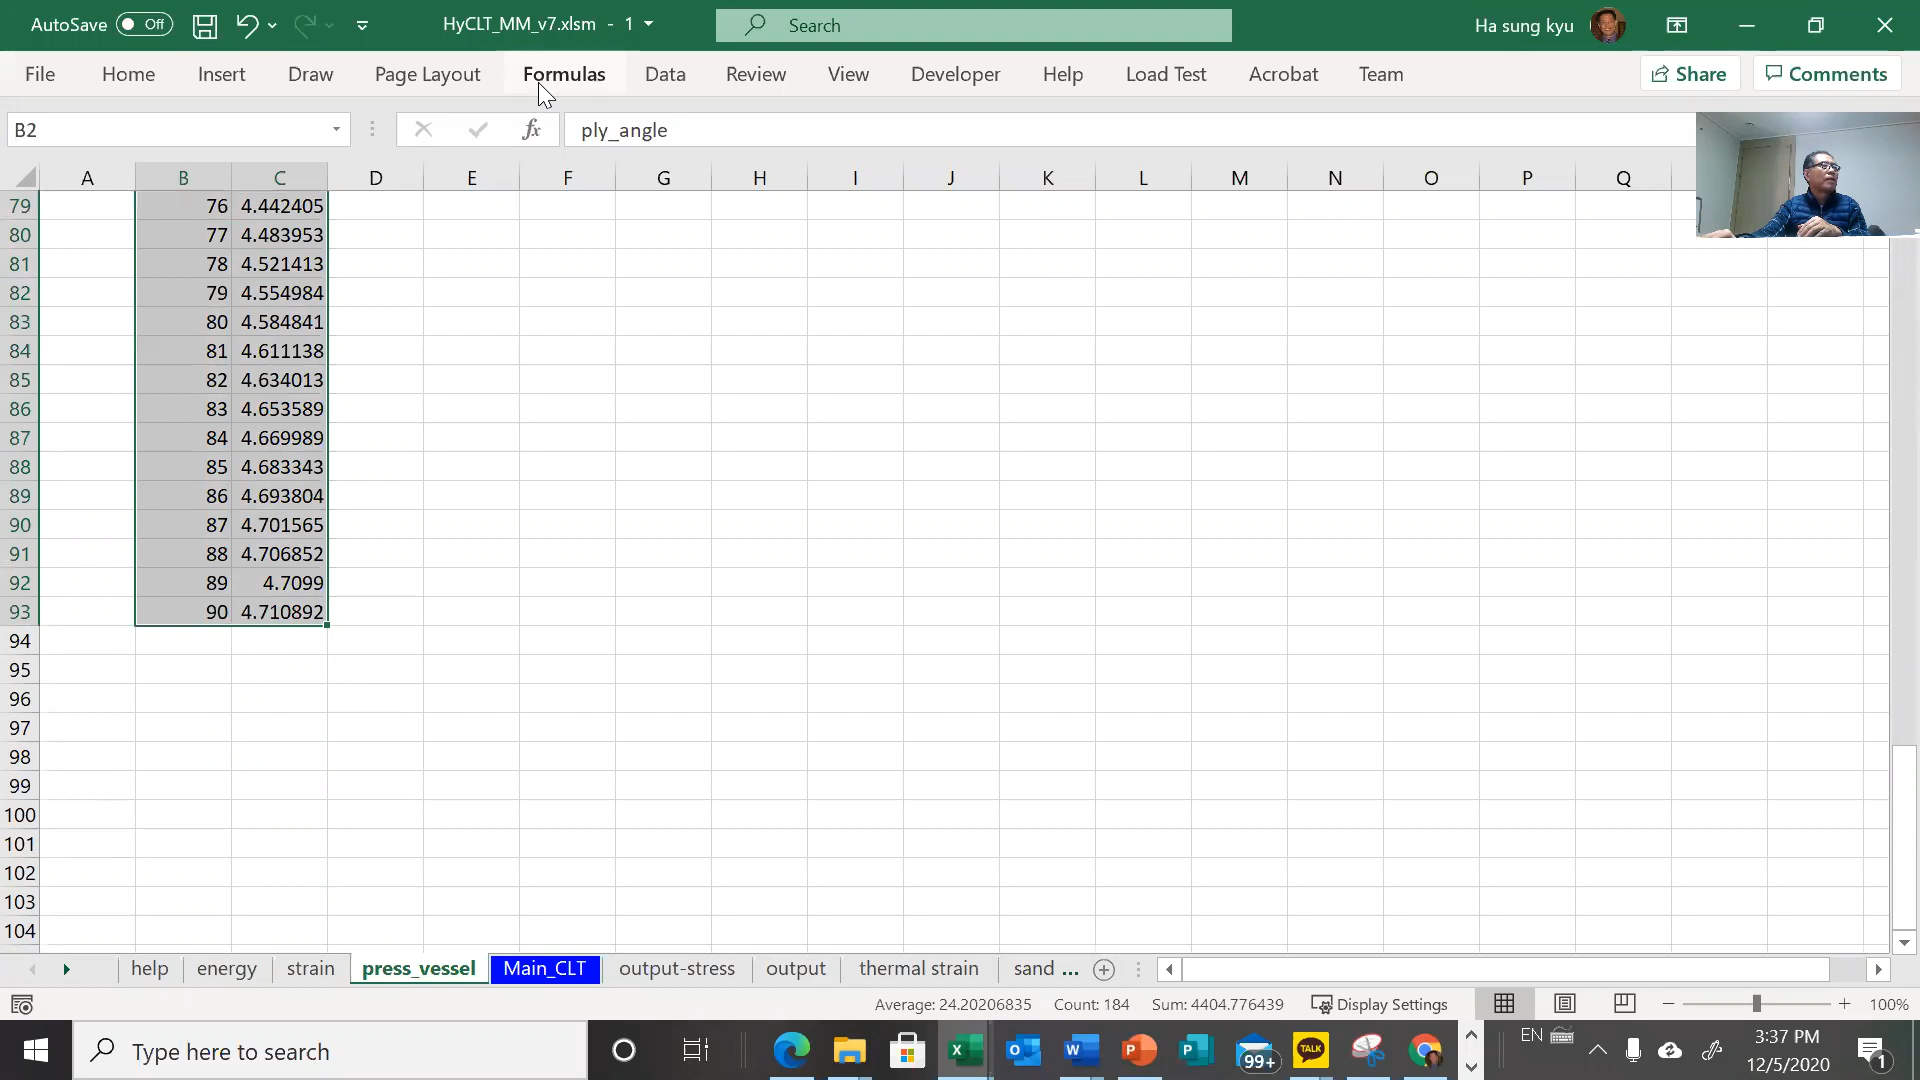 AutoSave Off HyCLT_MM_v7.xlsm - 1 Search Ha sung kyu
File Home Insert Draw Page Layout Formulas Data Review View Developer Help Load Test Acrobat Team Share Comments
B2 fx ply_angle
A B C D E F G H I J K L M N O P Q
79 76 4.442405
80 77 4.483953
81 78 4.521413
82 79 4.554984
83 80 4.584841
84 81 4.611138
85 82 4.634013
86 83 4.653589
87 84 4.669989
88 85 4.683343
89 86 4.693804
90 87 4.701565
91 88 4.706852
92 89 4.7099
93 90 4.710892
94
95
96
97
98
99
100
101
102
103
104
help energy strain press_vessel Main_CLT output-stress output thermal strain sand ...
Average: 24.20206835 Count: 184 Sum: 4404.776439 Display Settings 100%
Type here to search 99+ TALK EN 3:37 PM
12/5/2020 1